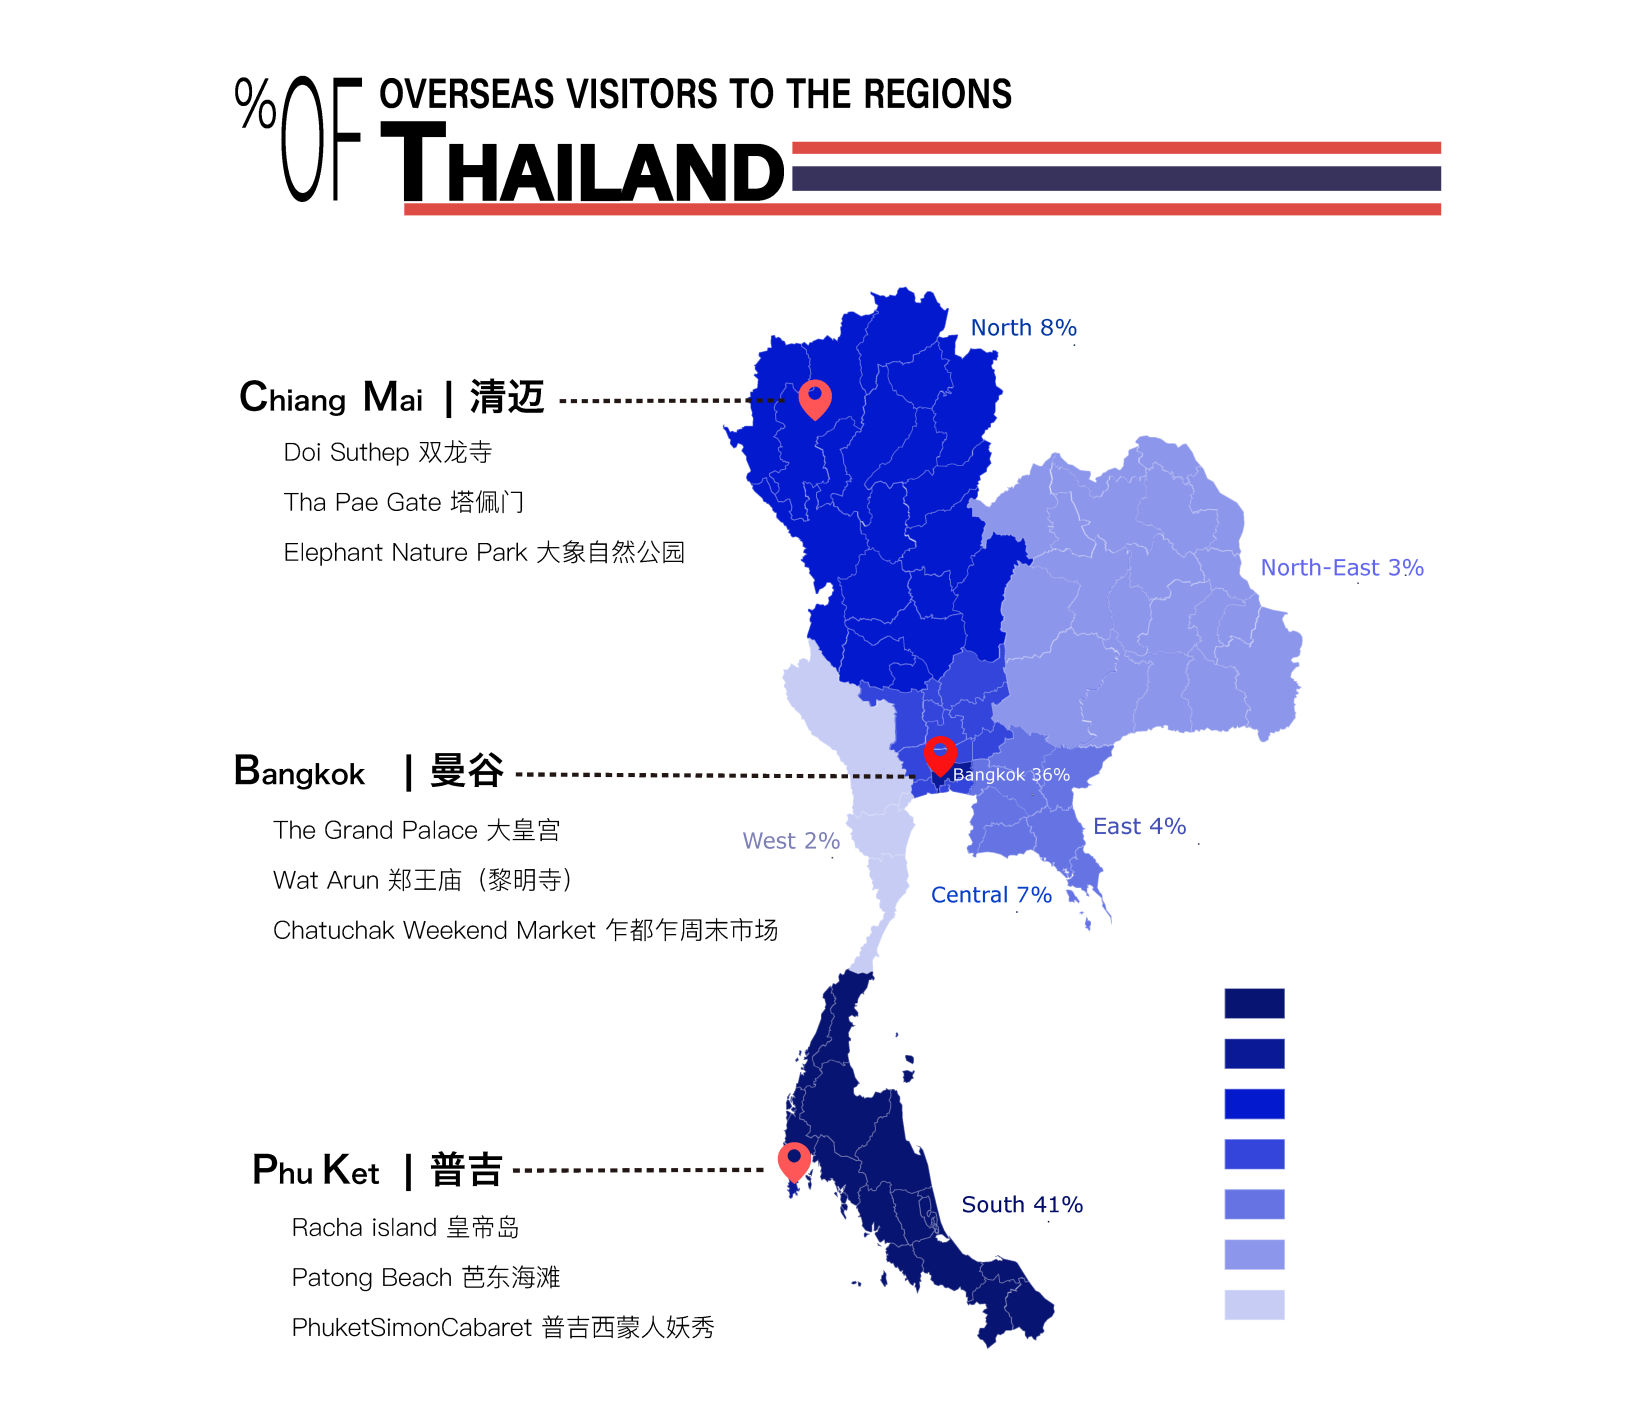 % OF OVERSEAS VISITORS TO THE REGIONS
THAILAND
North 8%
Chiang Mai | 清迈
Doi Suthep 双龙寺
Tha Pae Gate 塔佩门
Elephant Nature Park 大象自然公园
North-East 3%
Bangkok | 曼谷
Bangkok 36%
The Grand Palace 大皇宫
West 2%
East 4%
Wat Arun 郑王庙（黎明寺）
Central 7%
Chatuchak Weekend Market 乍都乍周末市场
Phu Ket | 普吉
South 41%
Racha island 皇帝岛
Patong Beach 芭东海滩
PhuketSimonCabaret 普吉西蒙人妖秀